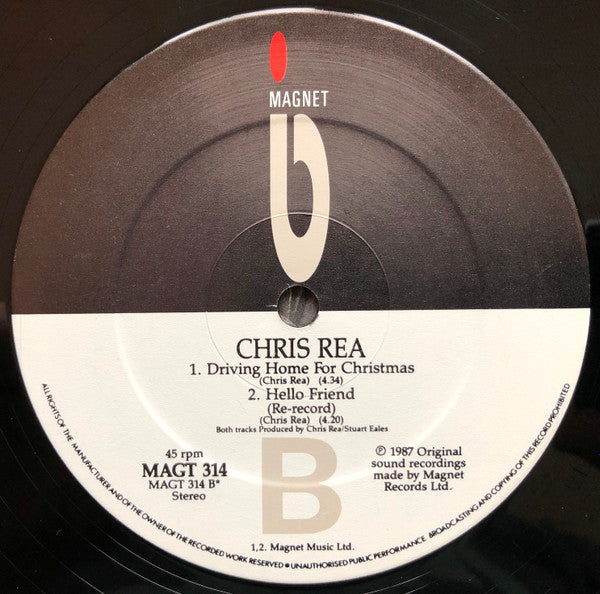 MAGNET
CHRIS REA
1. Driving Home For Christmas
(Chris Rea) (4.34)
2. Hello Friend
(Re-record)
(Chris Rea) (4.20)
Both tracks Produced by Chris Rea/Stuart Eales
45 rpm
MAGT 314
MAGT 314 B*
Stereo
℗ 1987 Original
sound recordings
made by Magnet
Records Ltd.
B
1,2. Magnet Music Ltd.
ALL RIGHTS OF THE MANUFACTURER AND OF THE OWNER OF THE RECORDED WORK RESERVED ● UNAUTHORISED PUBLIC PERFORMANCE BROADCASTING AND COPYING OF THIS RECORD PROHIBITED